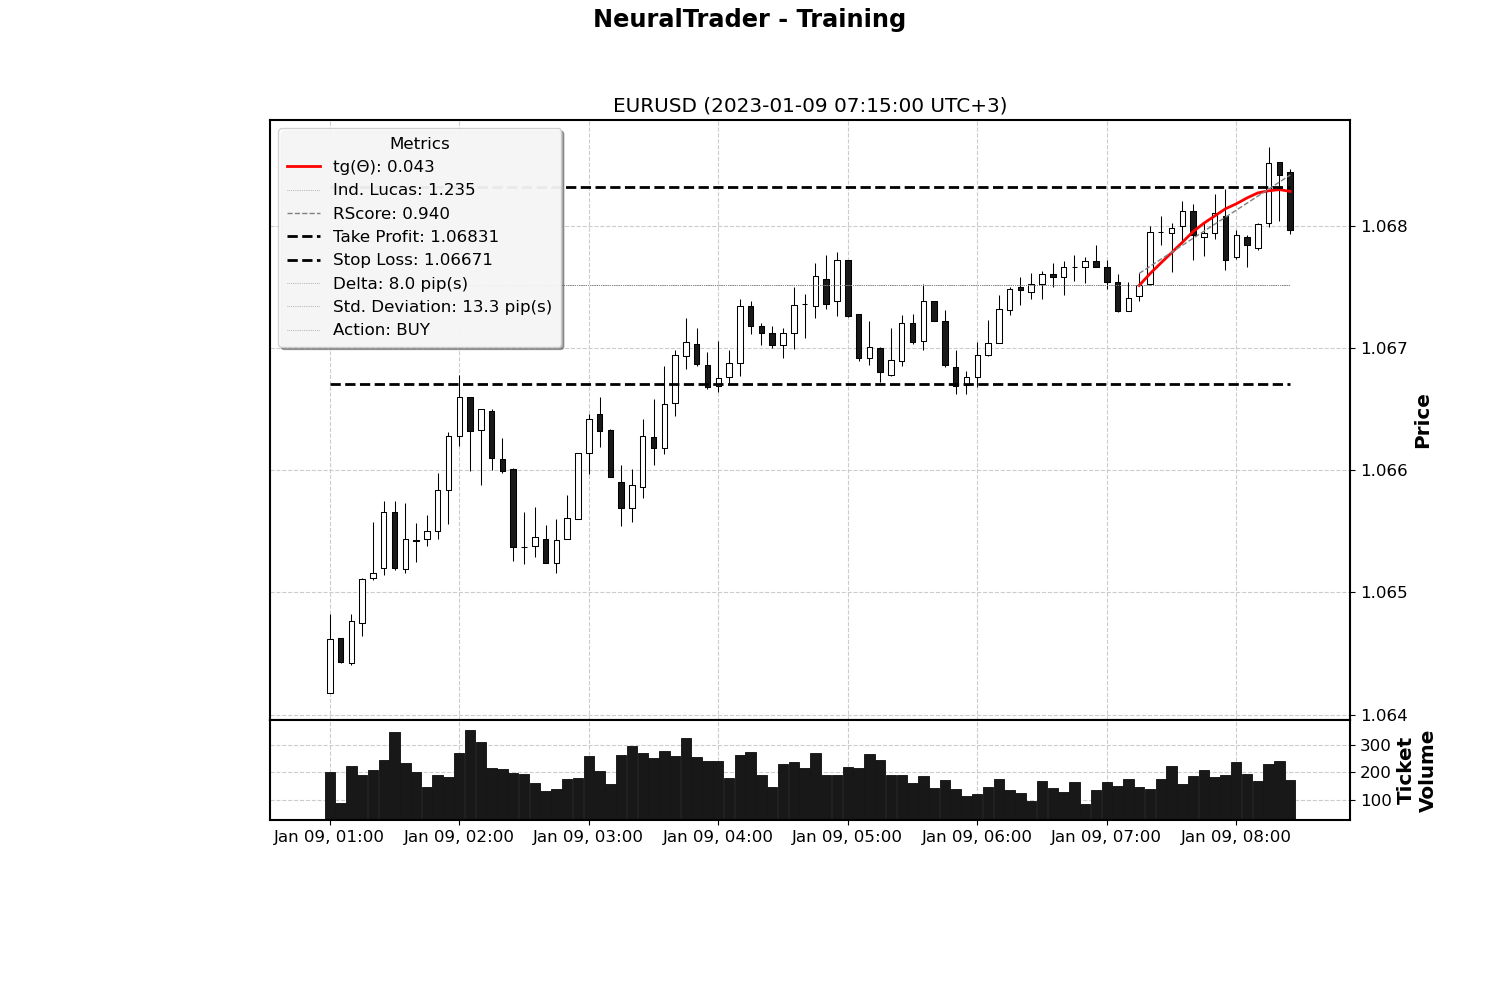 NeuralTrader - Training
EURUSD (2023-01-09 07:15:00 UTC+3)
Metrics
tg(Θ): 0.043
Ind. Lucas: 1.235
RScore: 0.940
Take Profit: 1.06831
Stop Loss: 1.06671
Delta: 8.0 pip(s)
Std. Deviation: 13.3 pip(s)
Action: BUY
1.068
1.067
1.066
1.065
1.064
Price
300
200
100
Ticket
Volume
Jan 09, 01:00 Jan 09, 02:00 Jan 09, 03:00 Jan 09, 04:00 Jan 09, 05:00 Jan 09, 06:00 Jan 09, 07:00 Jan 09, 08:00